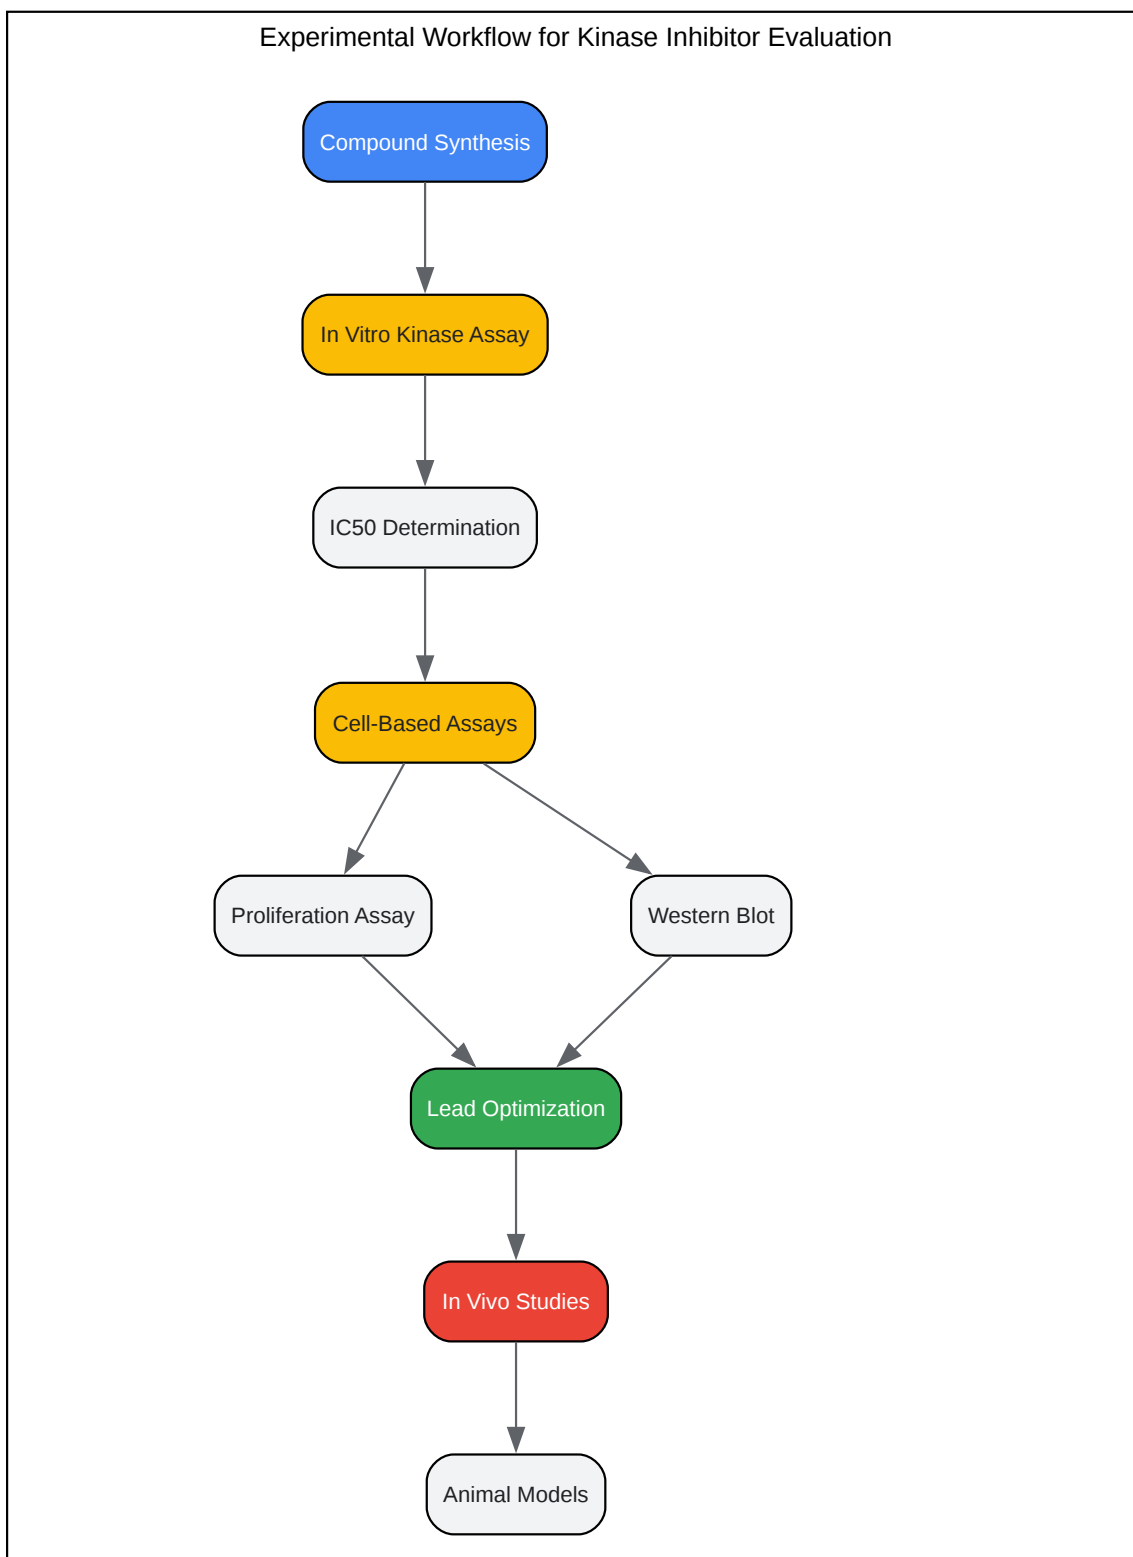 Experimental Workflow for Kinase Inhibitor Evaluation
Compound Synthesis
In Vitro Kinase Assay
IC50 Determination
Cell-Based Assays
Proliferation Assay
Western Blot
Lead Optimization
In Vivo Studies
Animal Models